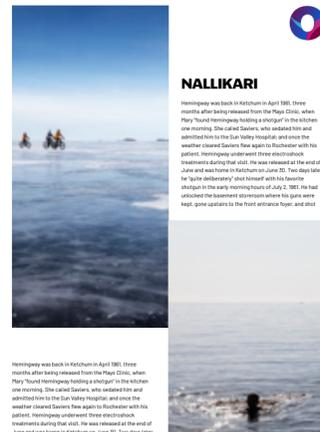 NALLIKARI
Hemingway was back in Ketchum in April 1961, three
months after being released from the Mayo Clinic, when
Mary "found Hemingway holding a shotgun" in the kitchen
one morning. She called Saviers, who sedated him and
admitted him to the Sun Valley Hospital; and once the
weather cleared Saviers flew again to Rochester with his
patient. Hemingway underwent three electroshock
treatments during that visit. He was released at the end of
June and was home in Ketchum on June 30. Two days late
he "quite deliberately" shot himself with his favorite
shotgun in the early morning hours of July 2, 1961. He had
unlocked the basement storeroom where his guns were
kept, gone upstairs to the front entrance foyer, and shot
Hemingway was back in Ketchum in April 1961, three
months after being released from the Mayo Clinic, when
Mary "found Hemingway holding a shotgun" in the kitchen
one morning. She called Saviers, who sedated him and
admitted him to the Sun Valley Hospital; and once the
weather cleared Saviers flew again to Rochester with his
patient. Hemingway underwent three electroshock
treatments during that visit. He was released at the end of